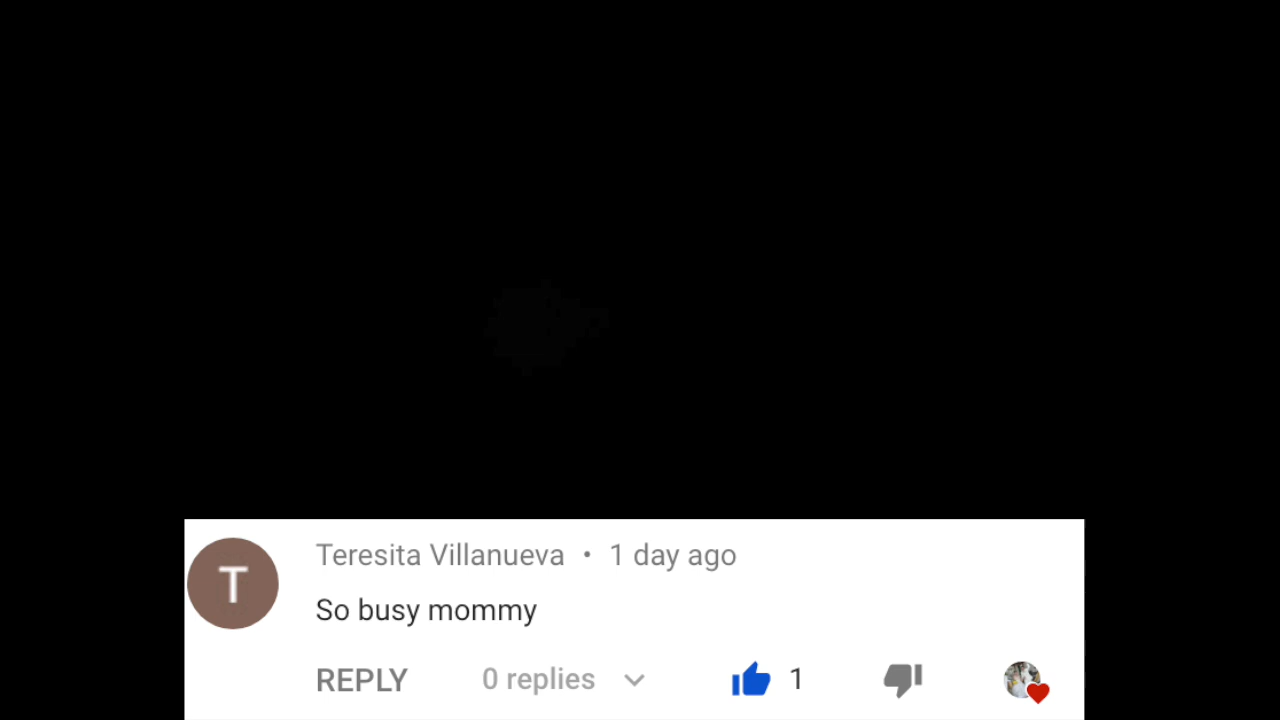 T
Teresita Villanueva • 1 day ago
So busy mommy
REPLY 0 replies 1